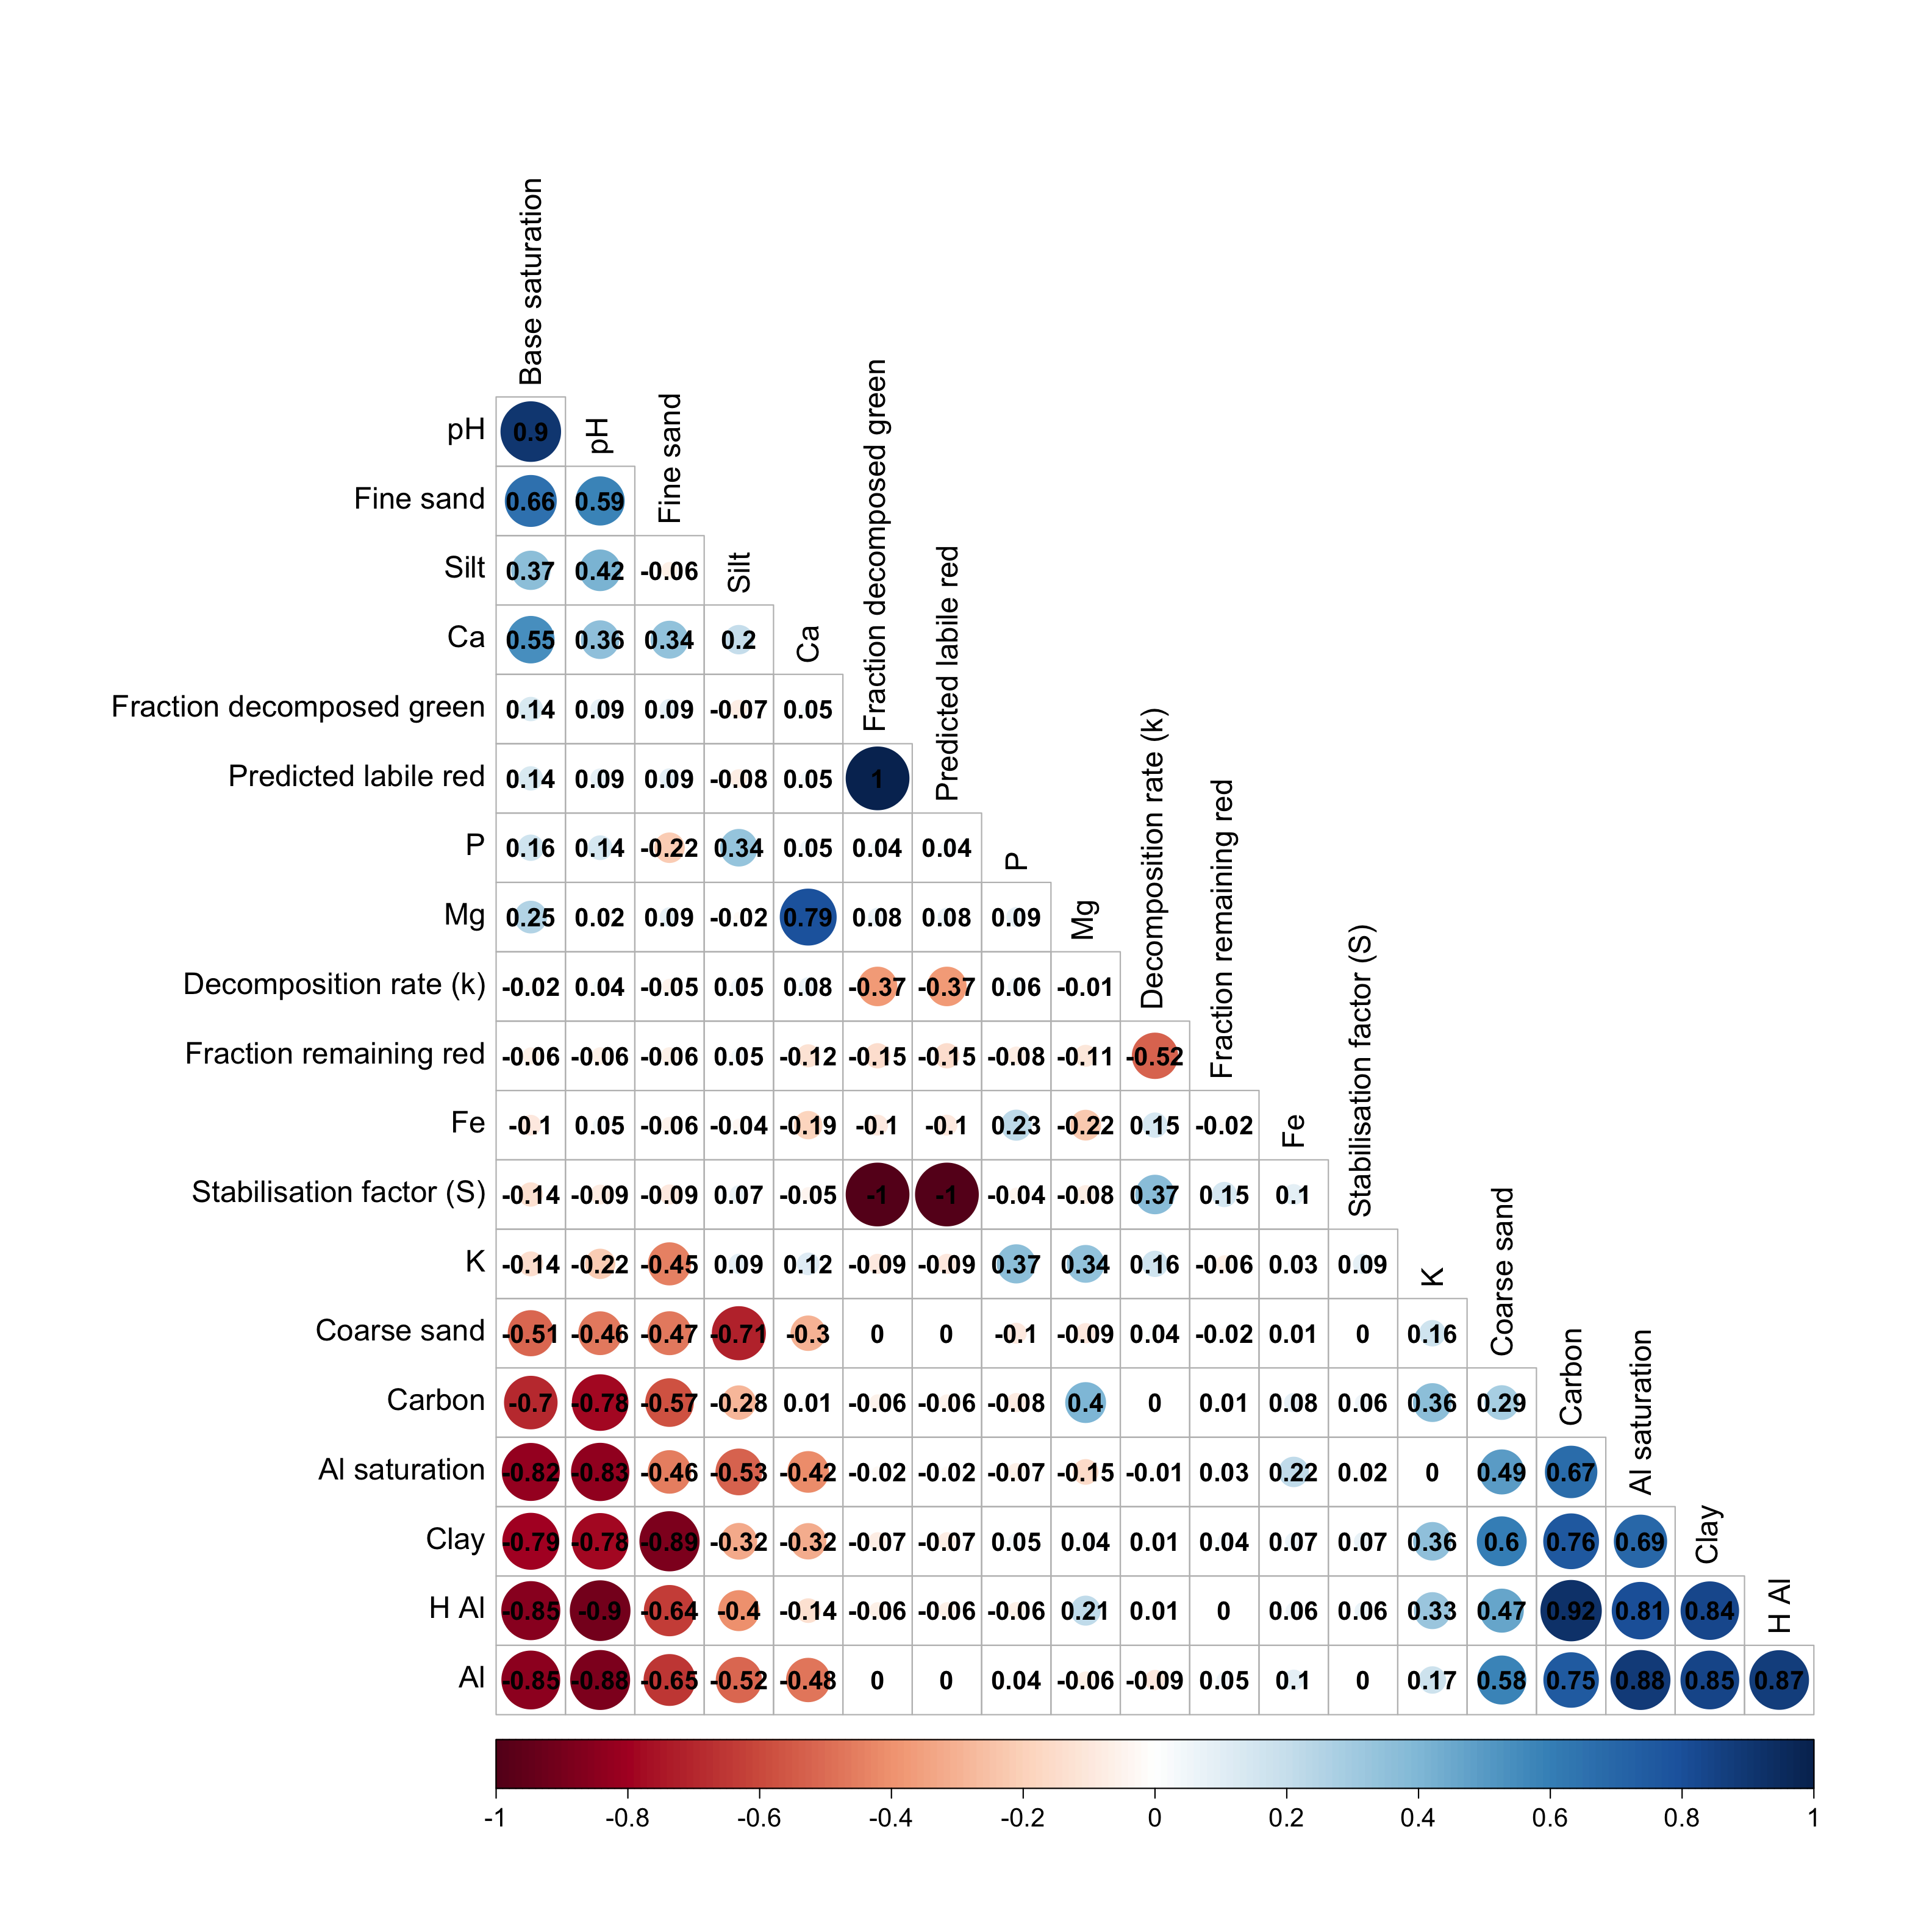 Base saturation
pH
Fine sand
Silt
Ca
Fraction decomposed green
Predicted labile red
P
Mg
Decomposition rate (k)
Fraction remaining red
Fe
Stabilisation factor (S)
K
Coarse sand
Carbon
Al saturation
Clay
H Al
pH 0.9
Fine sand 0.66 0.59
Silt 0.37 0.42 -0.06
Ca 0.55 0.36 0.34 0.2
Fraction decomposed green 0.14 0.09 0.09 -0.07 0.05
Predicted labile red 0.14 0.09 0.09 -0.08 0.05 1
P 0.16 0.14 -0.22 0.34 0.05 0.04 0.04
Mg 0.25 0.02 0.09 -0.02 0.79 0.08 0.08 0.09
Decomposition rate (k) -0.02 0.04 -0.05 0.05 0.08 -0.37 -0.37 0.06 -0.01
Fraction remaining red -0.06 -0.06 -0.06 0.05 -0.12 -0.15 -0.15 -0.08 -0.11 -0.52
Fe -0.1 0.05 -0.06 -0.04 -0.19 -0.1 -0.1 0.23 -0.22 0.15 -0.02
Stabilisation factor (S) -0.14 -0.09 -0.09 0.07 -0.05 -1 -1 -0.04 -0.08 0.37 0.15 0.1
K -0.14 -0.22 -0.45 0.09 0.12 -0.09 -0.09 0.37 0.34 0.16 -0.06 0.03 0.09
Coarse sand -0.51 -0.46 -0.47 -0.71 -0.3 0 0 -0.1 -0.09 0.04 -0.02 0.01 0 0.16
Carbon -0.7 -0.78 -0.57 -0.28 0.01 -0.06 -0.06 -0.08 0.4 0 0.01 0.08 0.06 0.36 0.29
Al saturation -0.82 -0.83 -0.46 -0.53 -0.42 -0.02 -0.02 -0.07 -0.15 -0.01 0.03 0.22 0.02 0 0.49 0.67
Clay -0.79 -0.78 -0.89 -0.32 -0.32 -0.07 -0.07 0.05 0.04 0.01 0.04 0.07 0.07 0.36 0.6 0.76 0.69
H Al -0.85 -0.9 -0.64 -0.4 -0.14 -0.06 -0.06 -0.06 0.21 0.01 0 0.06 0.06 0.33 0.47 0.92 0.81 0.84
Al -0.85 -0.88 -0.65 -0.52 -0.48 0 0 0.04 -0.06 -0.09 0.05 0.1 0 0.17 0.58 0.75 0.88 0.85 0.87
-1 -0.8 -0.6 -0.4 -0.2 0 0.2 0.4 0.6 0.8 1